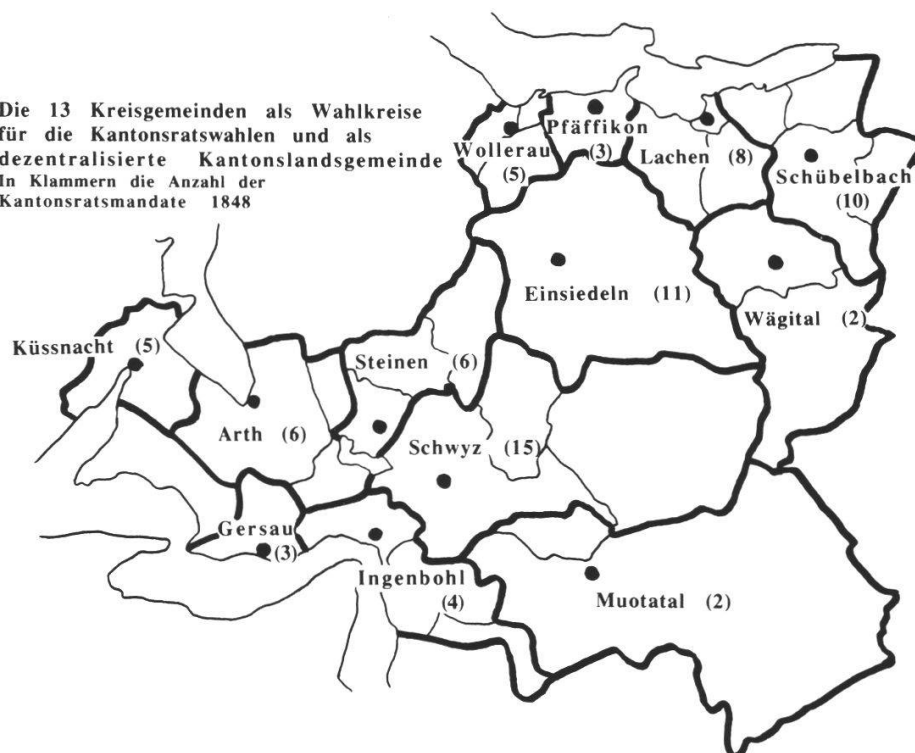 Die 13 Kreisgemeinden als Wahlkreise
für die Kantonsratswahlen und als
dezentralisierte Kantonslandsgemeinde
In Klammern die Anzahl der
Kantonsratsmandate 1848
Wollerau
(5)
Pfäffikon
(3)
Lachen (8)
Schübelbach
(10)
Einsiedeln (11)
Wägital (2)
Küssnacht (5)
Steinen (6)
Arth (6)
Schwyz (15)
Gersau
(3)
Ingenbohl
(4)
Muotatal (2)